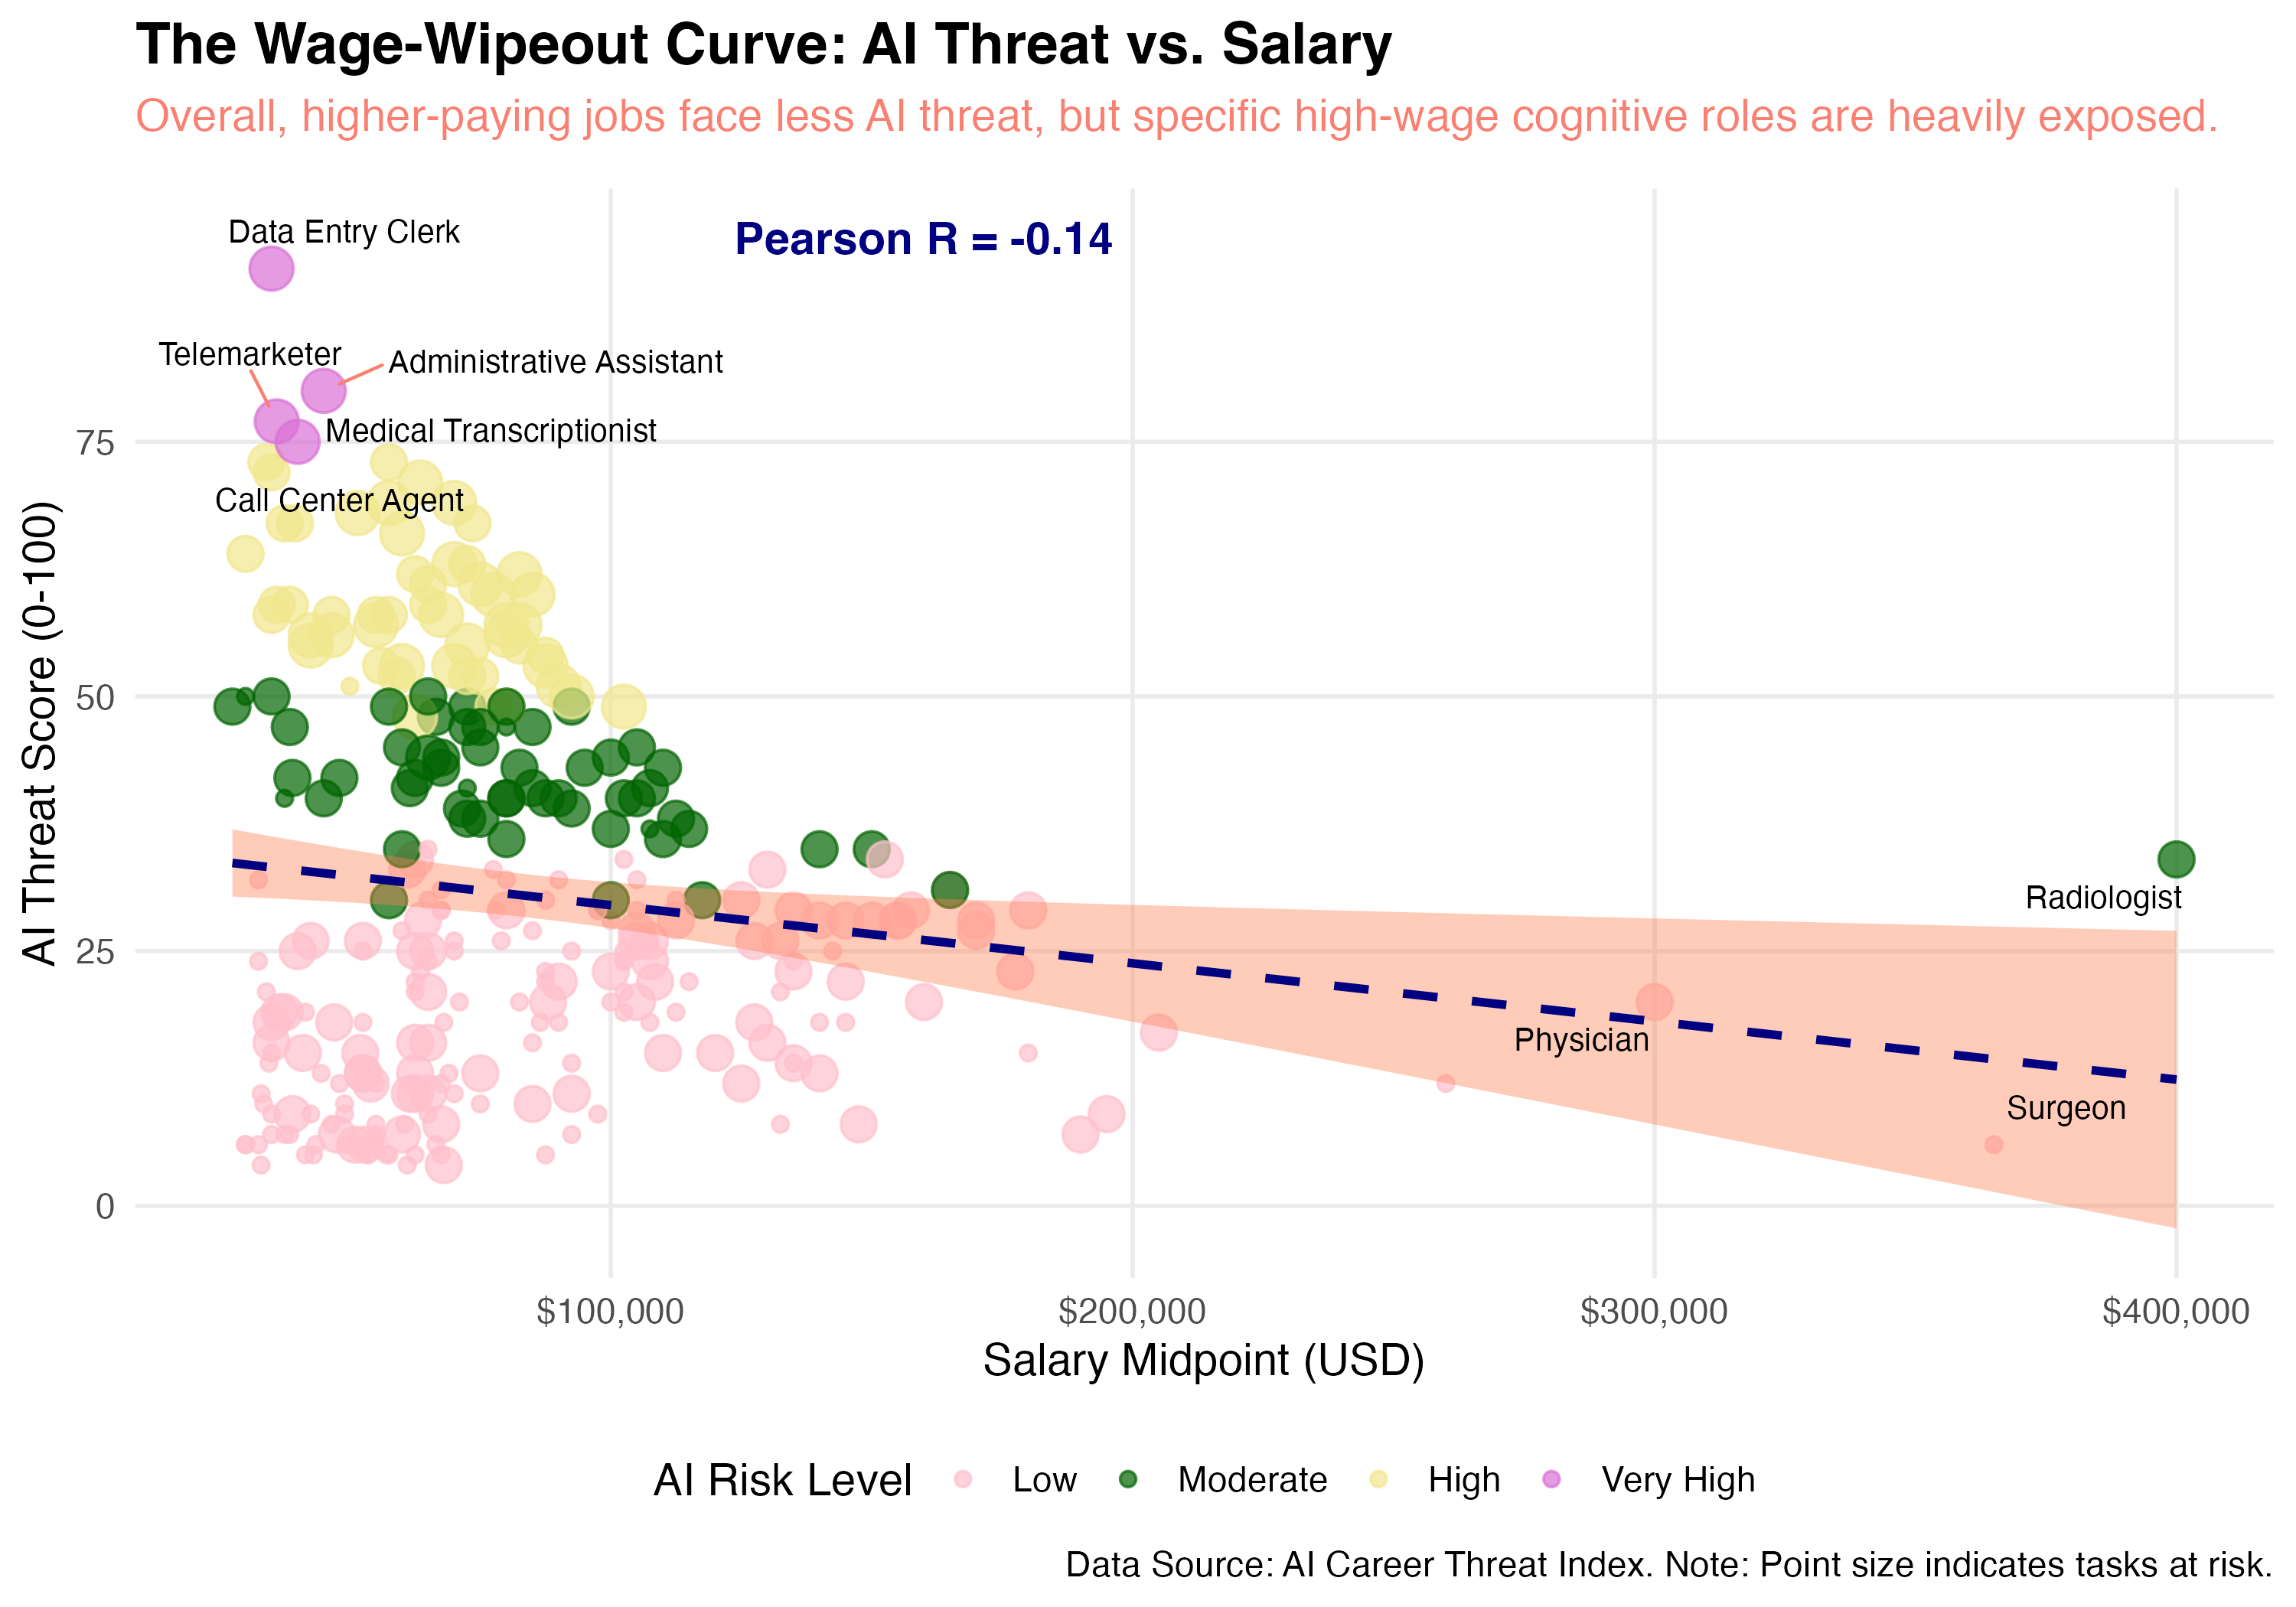 The Wage-Wipeout Curve: AI Threat vs. Salary
Overall, higher-paying jobs face less AI threat, but specific high-wage cognitive roles are heavily exposed.
Data Entry Clerk
Pearson R = -0.14
Telemarketer
Administrative Assistant
Medical Transcriptionist
Call Center Agent
Radiologist
Physician
Surgeon
AI Threat Score (0-100)
75
50
25
0
$100,000
$200,000
$300,000
$400,000
Salary Midpoint (USD)
AI Risk Level
Low
Moderate
High
Very High
Data Source: AI Career Threat Index. Note: Point size indicates tasks at risk.